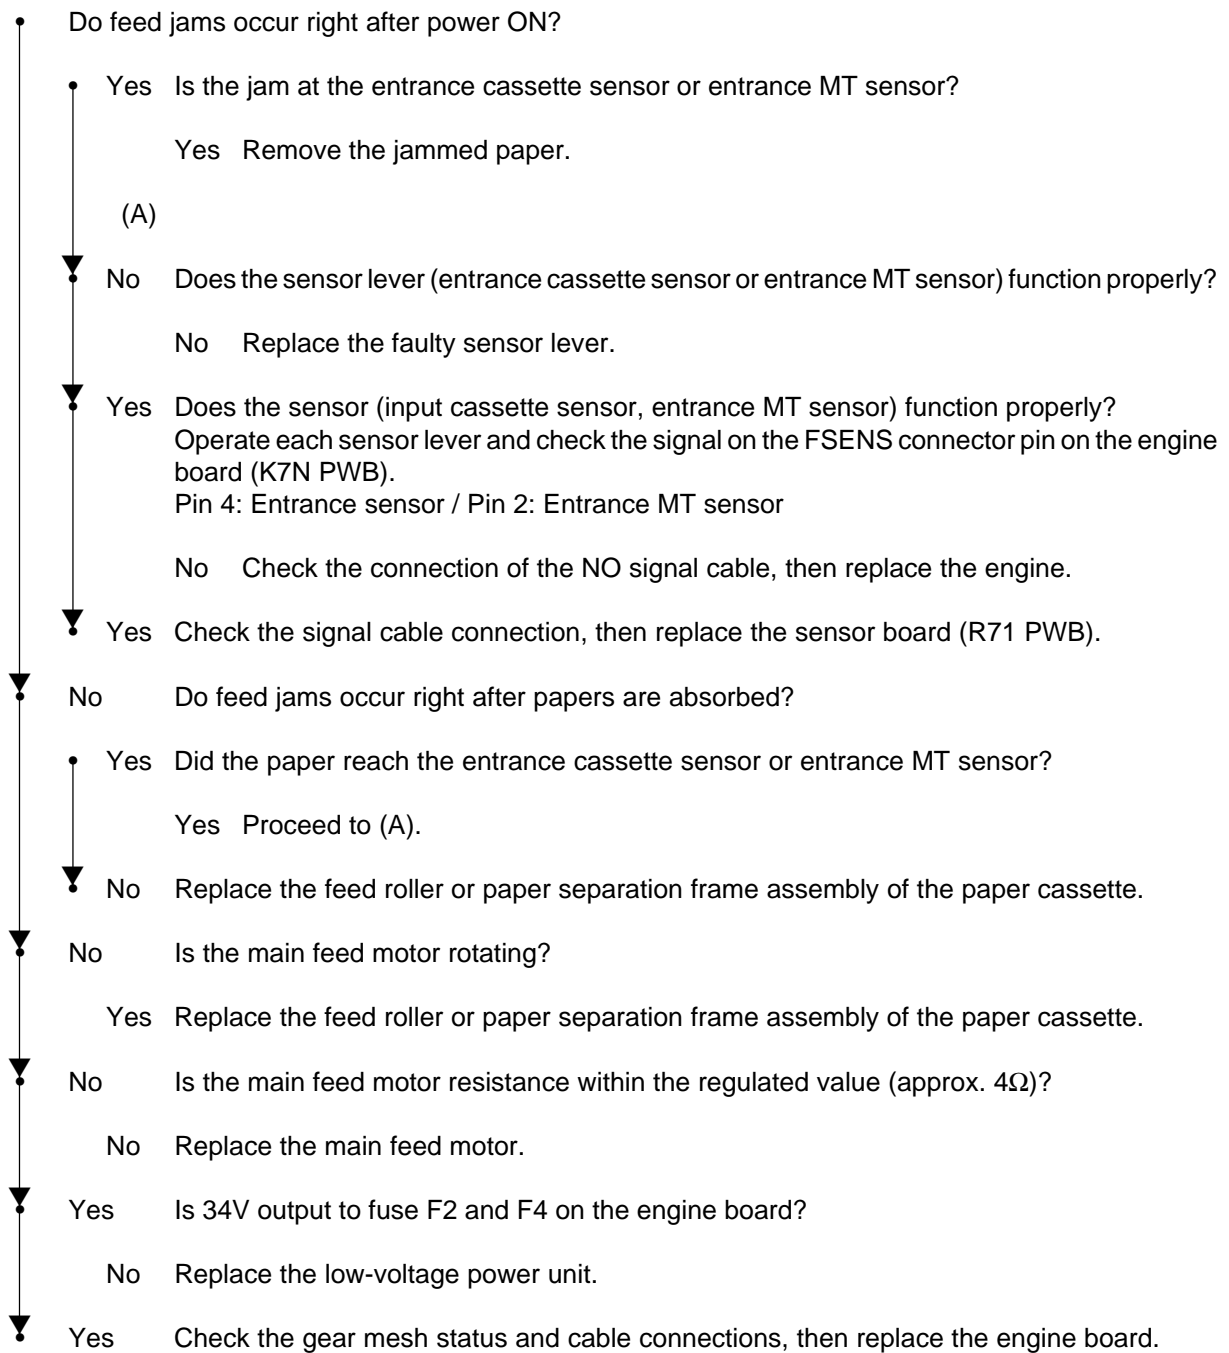 Do feed jams occur right after power ON?
Yes Is the jam at the entrance cassette sensor or entrance MT sensor?
Yes Remove the jammed paper.
(A)
No Does the sensor lever (entrance cassette sensor or entrance MT sensor) function properly?
No Replace the faulty sensor lever.
Yes Does the sensor (input cassette sensor, entrance MT sensor) function properly?
Operate each sensor lever and check the signal on the FSENS connector pin on the engine
board (K7N PWB).
Pin 4: Entrance sensor / Pin 2: Entrance MT sensor
No Check the connection of the NO signal cable, then replace the engine.
Yes Check the signal cable connection, then replace the sensor board (R71 PWB).
No Do feed jams occur right after papers are absorbed?
Yes Did the paper reach the entrance cassette sensor or entrance MT sensor?
Yes Proceed to (A).
No Replace the feed roller or paper separation frame assembly of the paper cassette.
No Is the main feed motor rotating?
Yes Replace the feed roller or paper separation frame assembly of the paper cassette.
No Is the main feed motor resistance within the regulated value (approx. 4Ω)?
No Replace the main feed motor.
Yes Is 34V output to fuse F2 and F4 on the engine board?
No Replace the low-voltage power unit.
Yes Check the gear mesh status and cable connections, then replace the engine board.